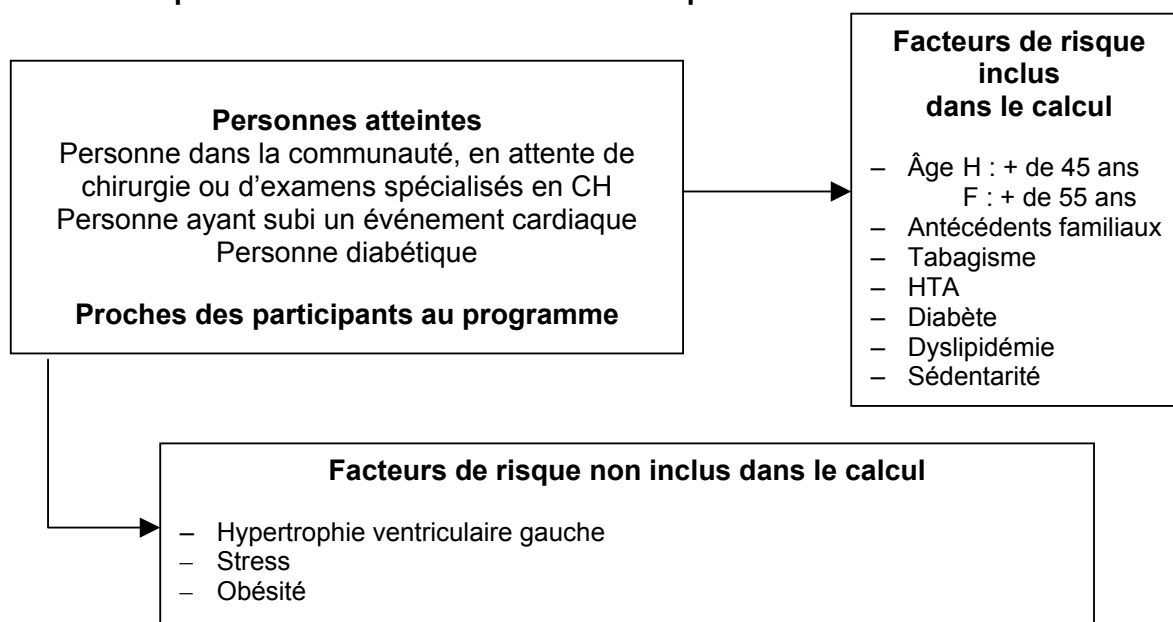 Personnes atteintes
Personne dans la communauté, en attente de
chirurgie ou d'examens spécialisés en CH
Personne ayant subi un événement cardiaque
Personne diabétique
Proches des participants au programme
Facteurs de risque
inclus
dans le calcul
– Âge H : + de 45 ans
F : + de 55 ans
– Antécédents familiaux
– Tabagisme
– HTA
– Diabète
– Dyslipidémie
– Sédentarité
Facteurs de risque non inclus dans le calcul
– Hypertrophie ventriculaire gauche
– Stress
– Obésité